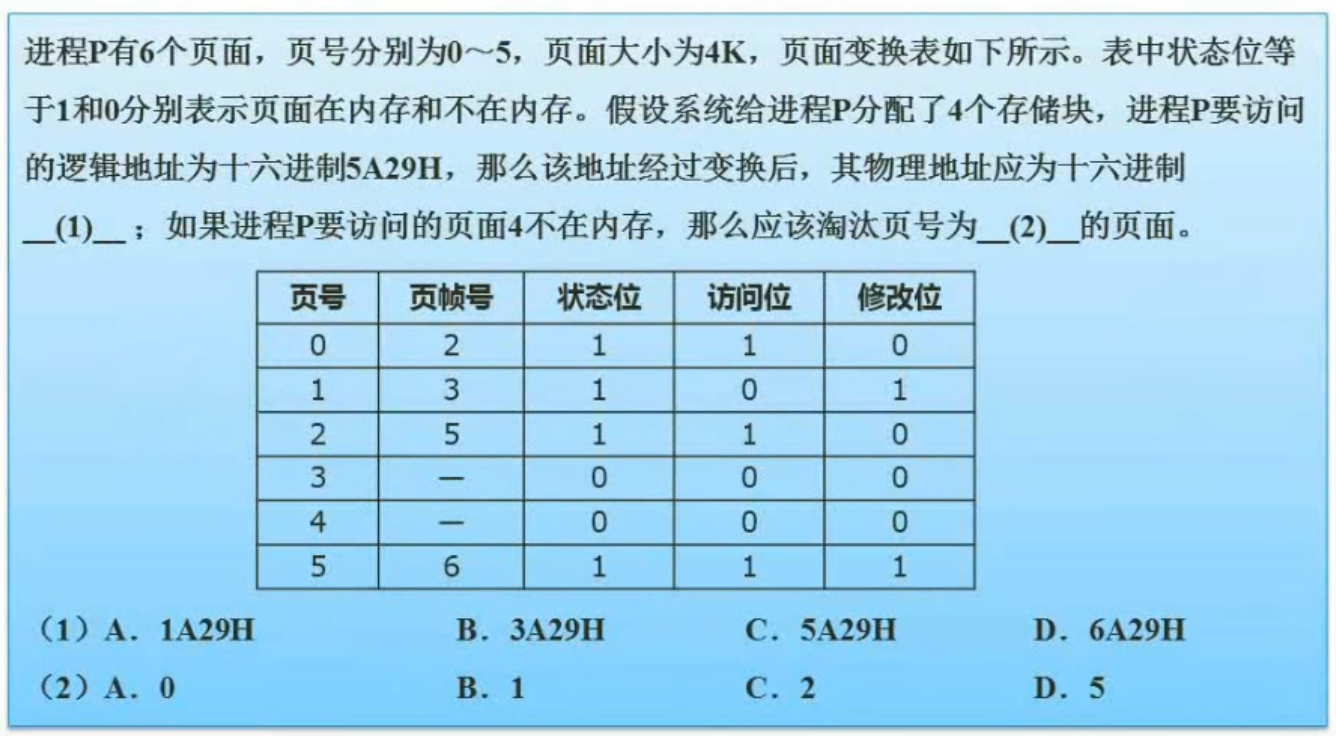 进程P有6个页面，页号分别为0～5，页面大小为4K，页面变换表如下所示。表中状态位等
于1和0分别表示页面在内存和不在内存。假设系统给进程P分配了4个存储块，进程P要访问
的逻辑地址为十六进制5A29H，那么该地址经过变换后，其物理地址应为十六进制
__(1)__；如果进程P要访问的页面4不在内存，那么应该淘汰页号为__(2)__的页面。
页号 页帧号 状态位 访问位 修改位
0 2 1 1 0
1 3 1 0 1
2 5 1 1 0
3 — 0 0 0
4 — 0 0 0
5 6 1 1 1
（1）A．1A29H B．3A29H C．5A29H D．6A29H
（2）A．0 B．1 C．2 D．5